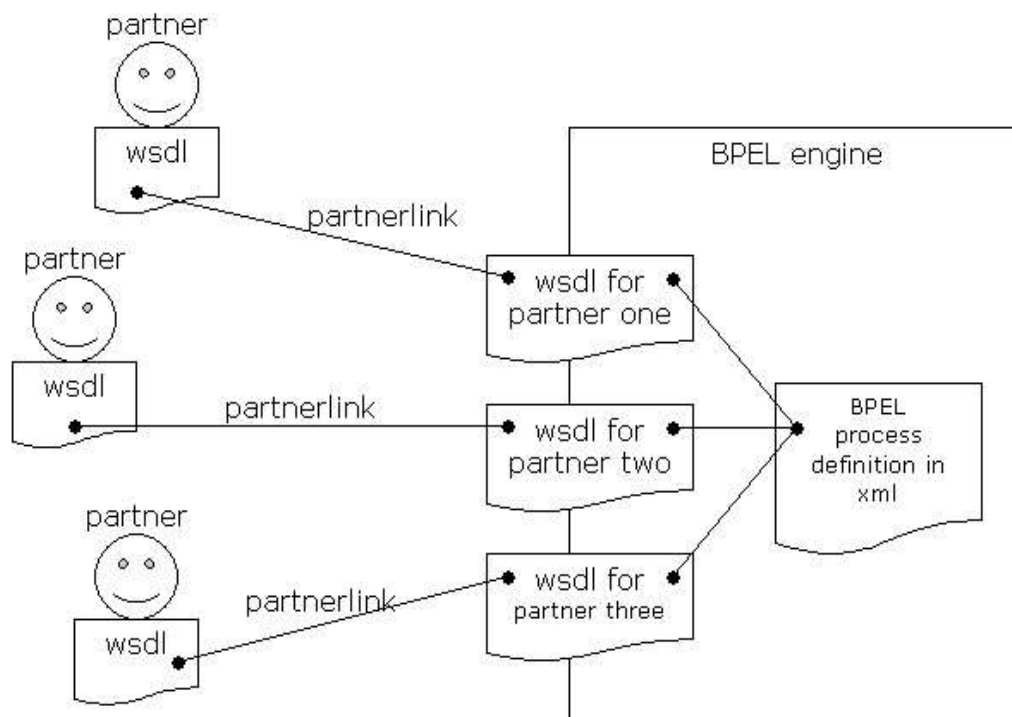 partner
wsdl
BPEL engine
partnerlink
wsdl for
partner one
partner
wsdl
partnerlink
wsdl for
partner two
BPEL
process
definition in
xml
partner
wsdl
partnerlink
wsdl for
partner three